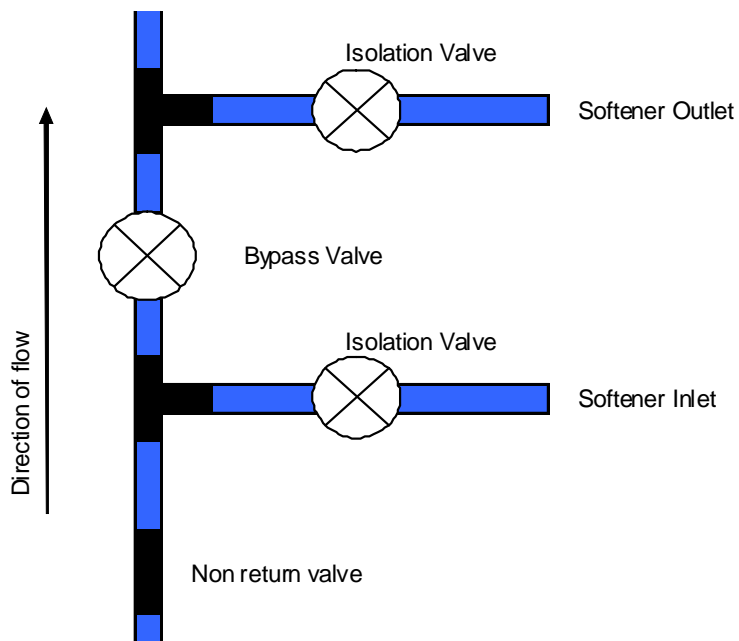 Isolation Valve
Softener Outlet
Bypass Valve
Isolation Valve
Direction of flow
Softener Inlet
Non return valve